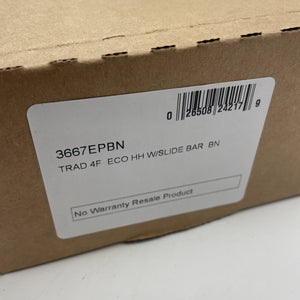 0 26508 24217 9
3667EPBN
TRAD 4F ECO HH W/SLIDE BAR BN
No Warranty Resale Product